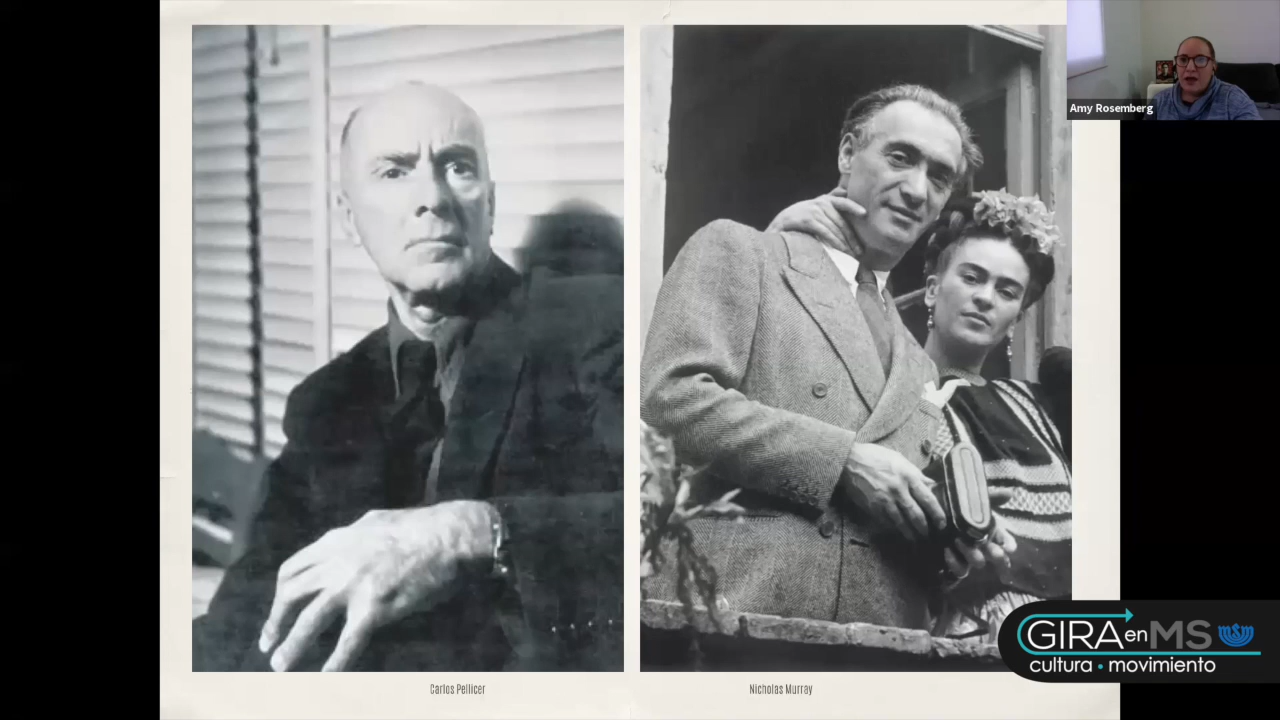 Amy Rosemberg
Carlos Pellicer
Nicholas Murray
GIRA en MS
cultura • movimiento